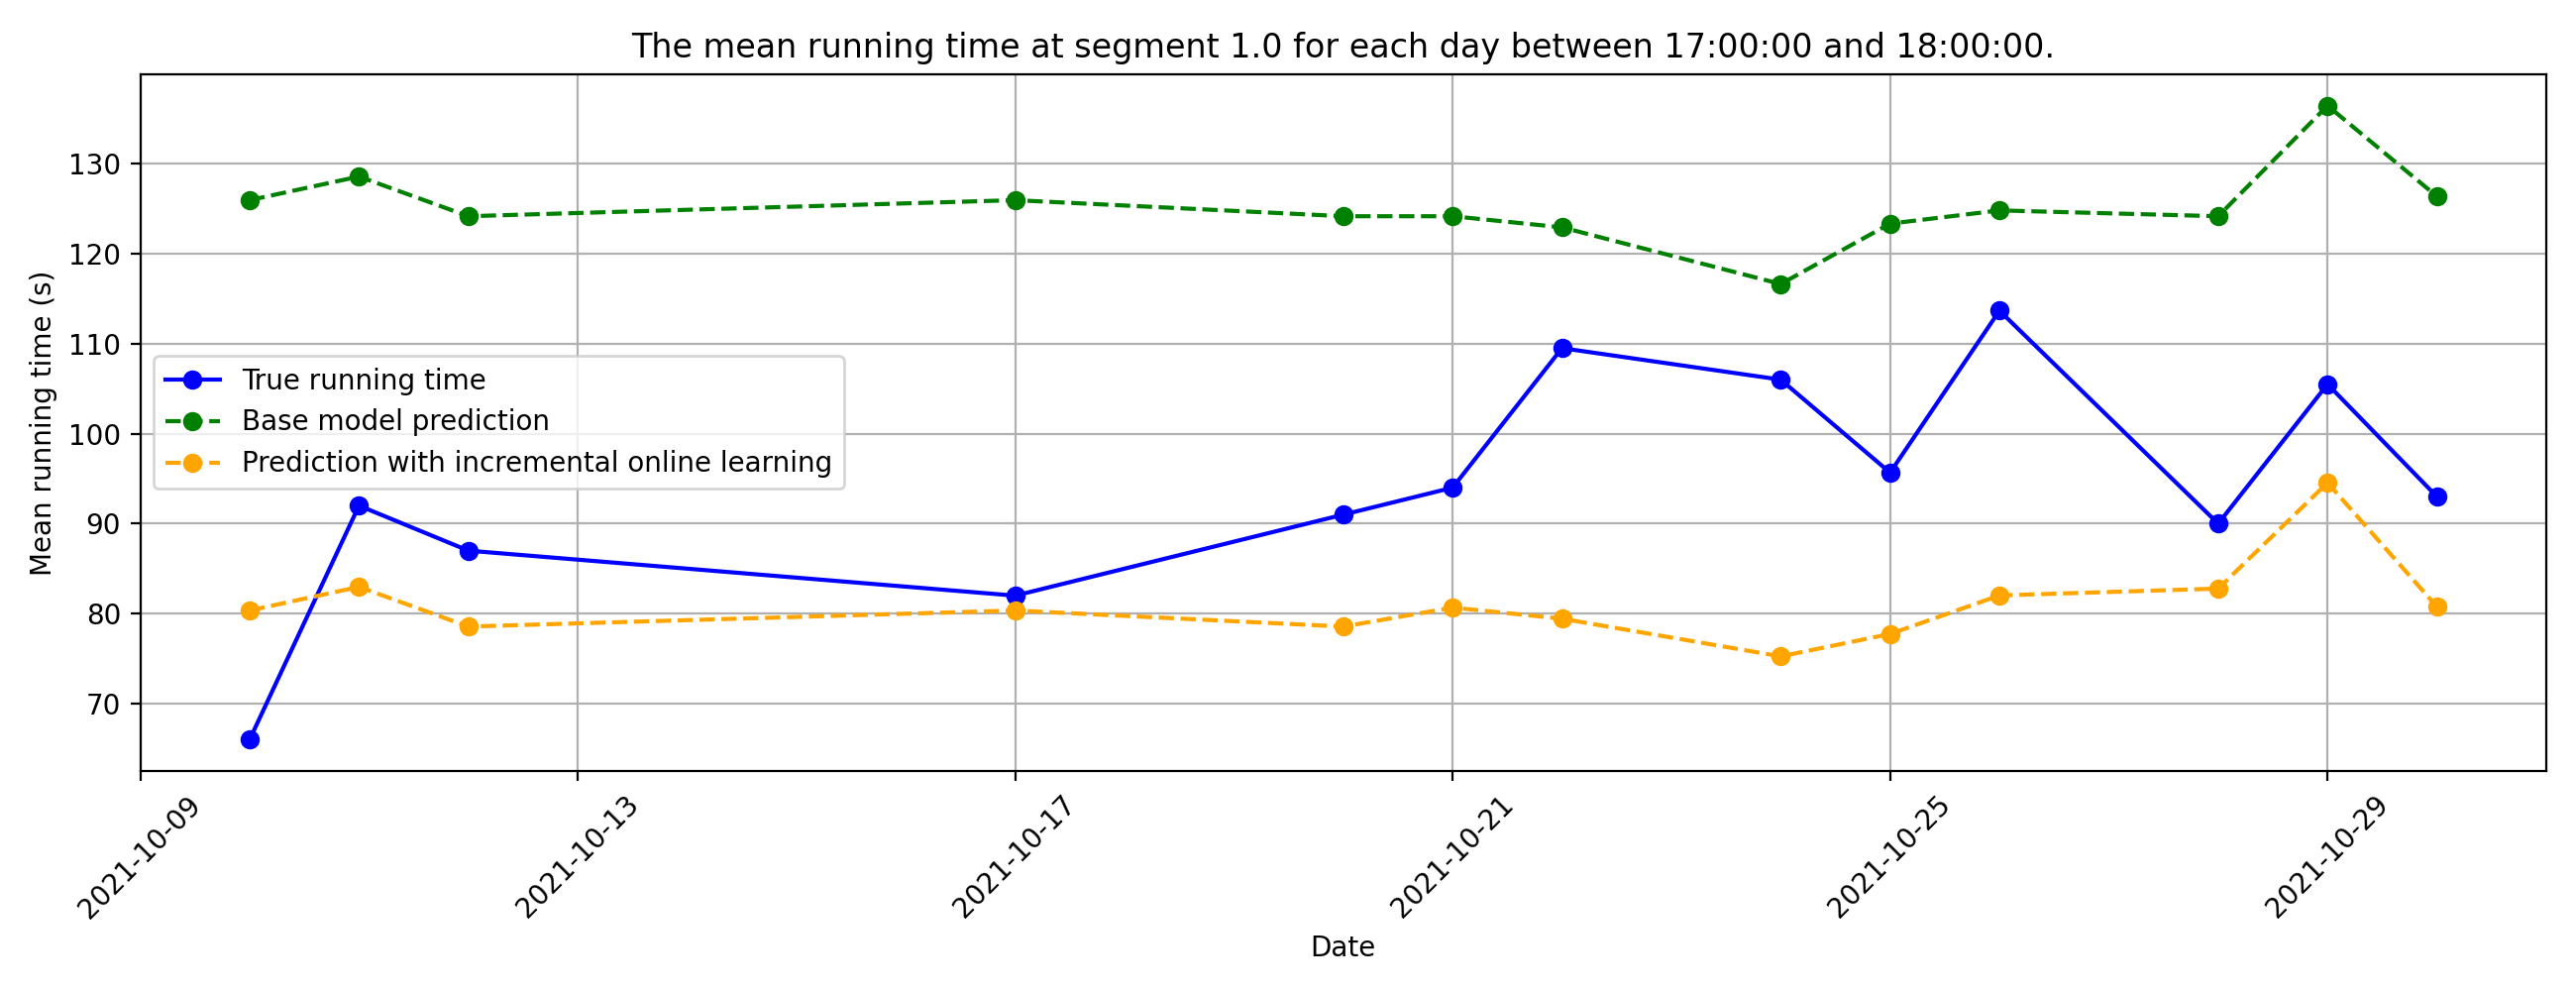 The mean running time at segment 1.0 for each day between 17:00:00 and 18:00:00.
Mean running time (s)
130
120
110
100
90
80
70
True running time
Base model prediction
Prediction with incremental online learning
2021-10-09
2021-10-13
2021-10-17
2021-10-21
2021-10-25
2021-10-29
Date